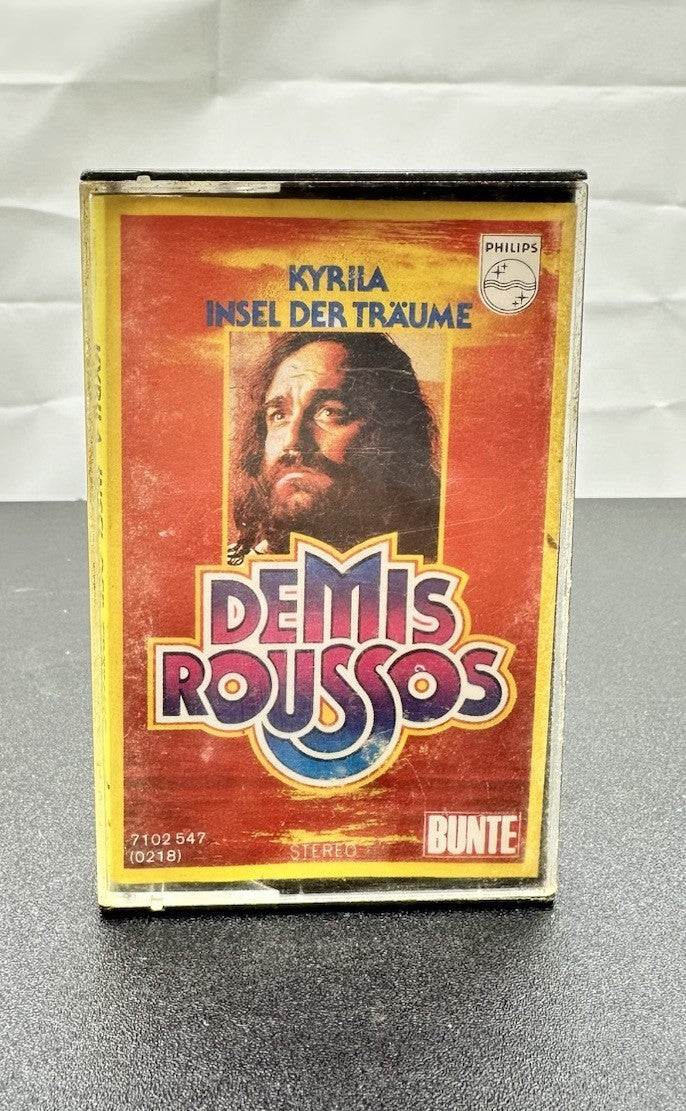 PHILIPS
KYRILA
INSEL DER TRÄUME
DEMIS
ROUSSOS
7102 547
(0218)
STEREO
BUNTE